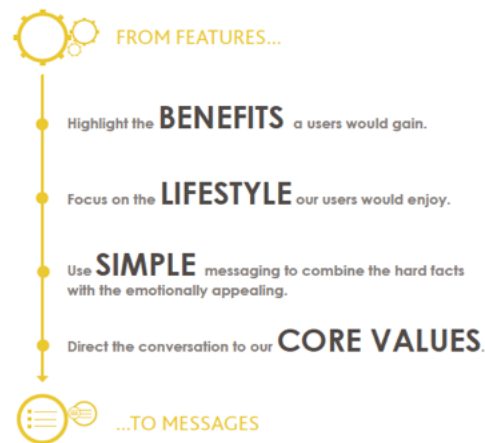 FROM FEATURES...
Highlight the BENEFITS a users would gain.
Focus on the LIFESTYLE our users would enjoy.
Use SIMPLE messaging to combine the hard facts
with the emotionally appealing.
Direct the conversation to our CORE VALUES.
...TO MESSAGES